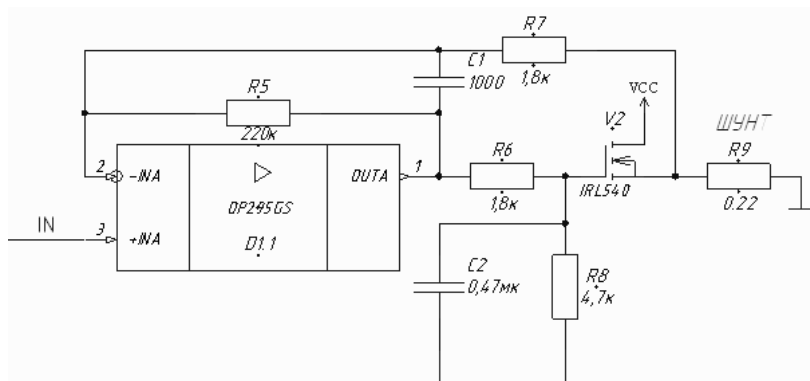 R7
C1
1000
1,8к
R5
VCC
V2
ШУНТ
220к
R6
R9
2
-INA
OUTA
1
IRL540
0.22
OP295GS
1,8к
IN
3
+INA
D1.1
C2
0,47мк
R8
4,7к